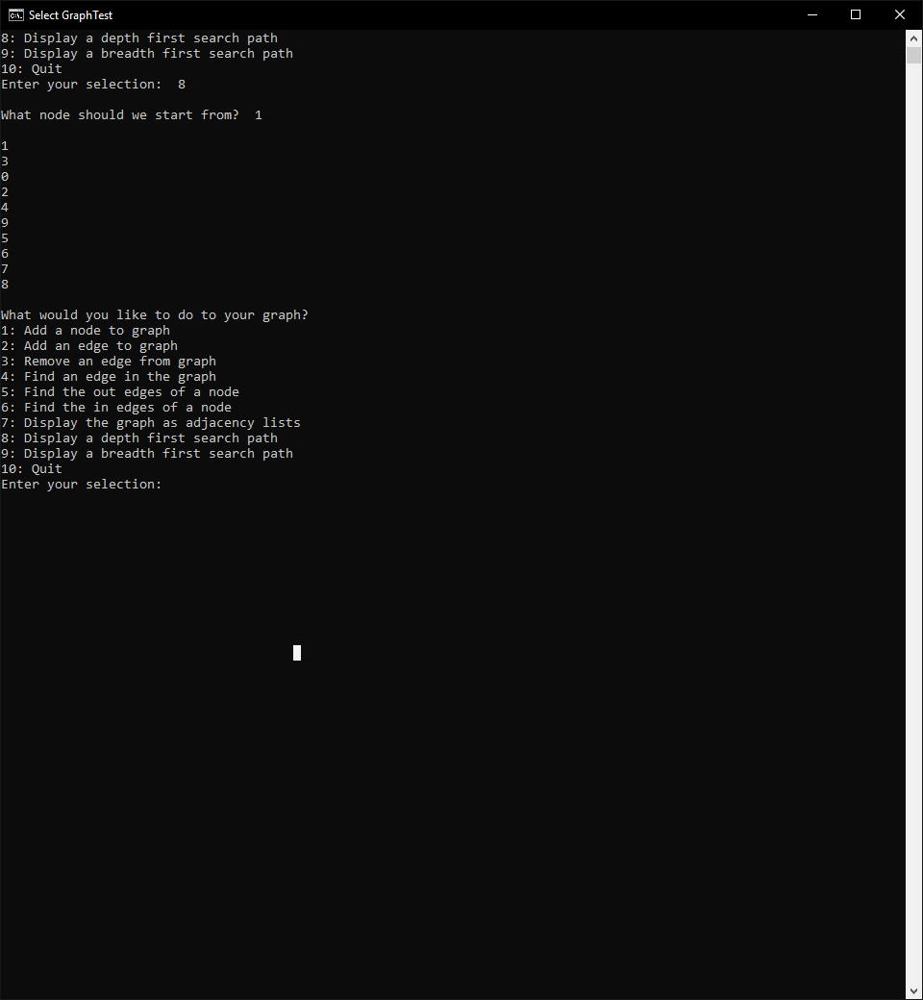 Select GraphTest
8: Display a depth first search path
9: Display a breadth first search path
10: Quit
Enter your selection:  8
What node should we start from?  1
1
3
0
2
4
9
5
6
7
8
What would you like to do to your graph?
1: Add a node to graph
2: Add an edge to graph
3: Remove an edge from graph
4: Find an edge in the graph
5: Find the out edges of a node
6: Find the in edges of a node
7: Display the graph as adjacency lists
8: Display a depth first search path
9: Display a breadth first search path
10: Quit
Enter your selection: